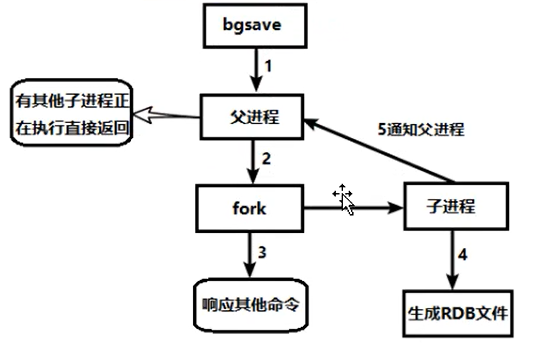 bgsave
1
有其他子进程正
在执行直接返回
父进程
5通知父进程
2
fork
子进程
3
4
响应其他命令
生成RDB文件